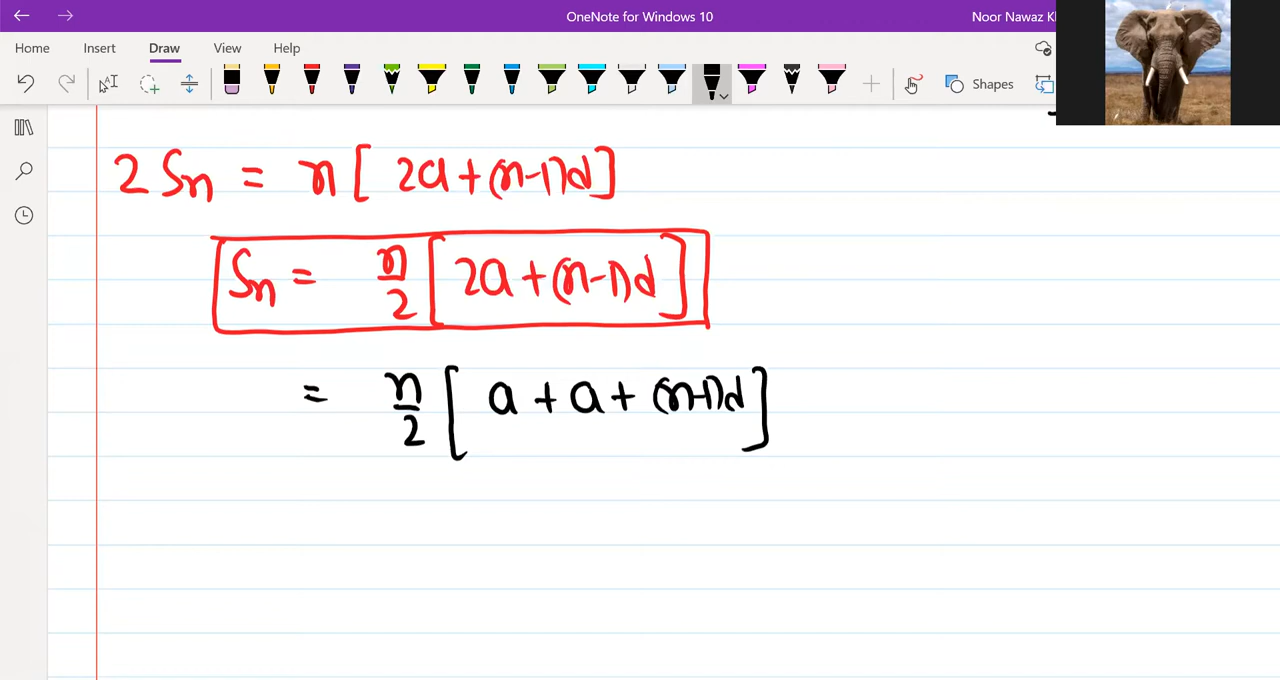 OneNote for Windows 10
Noor Nawaz Kh
Home Insert Draw View Help
Shapes
2 Sn = n [ 2a + (n-1)d ]
Sn = n/2 [ 2a + (n-1)d ]
= n/2 [ a + a + (n-1)d ]